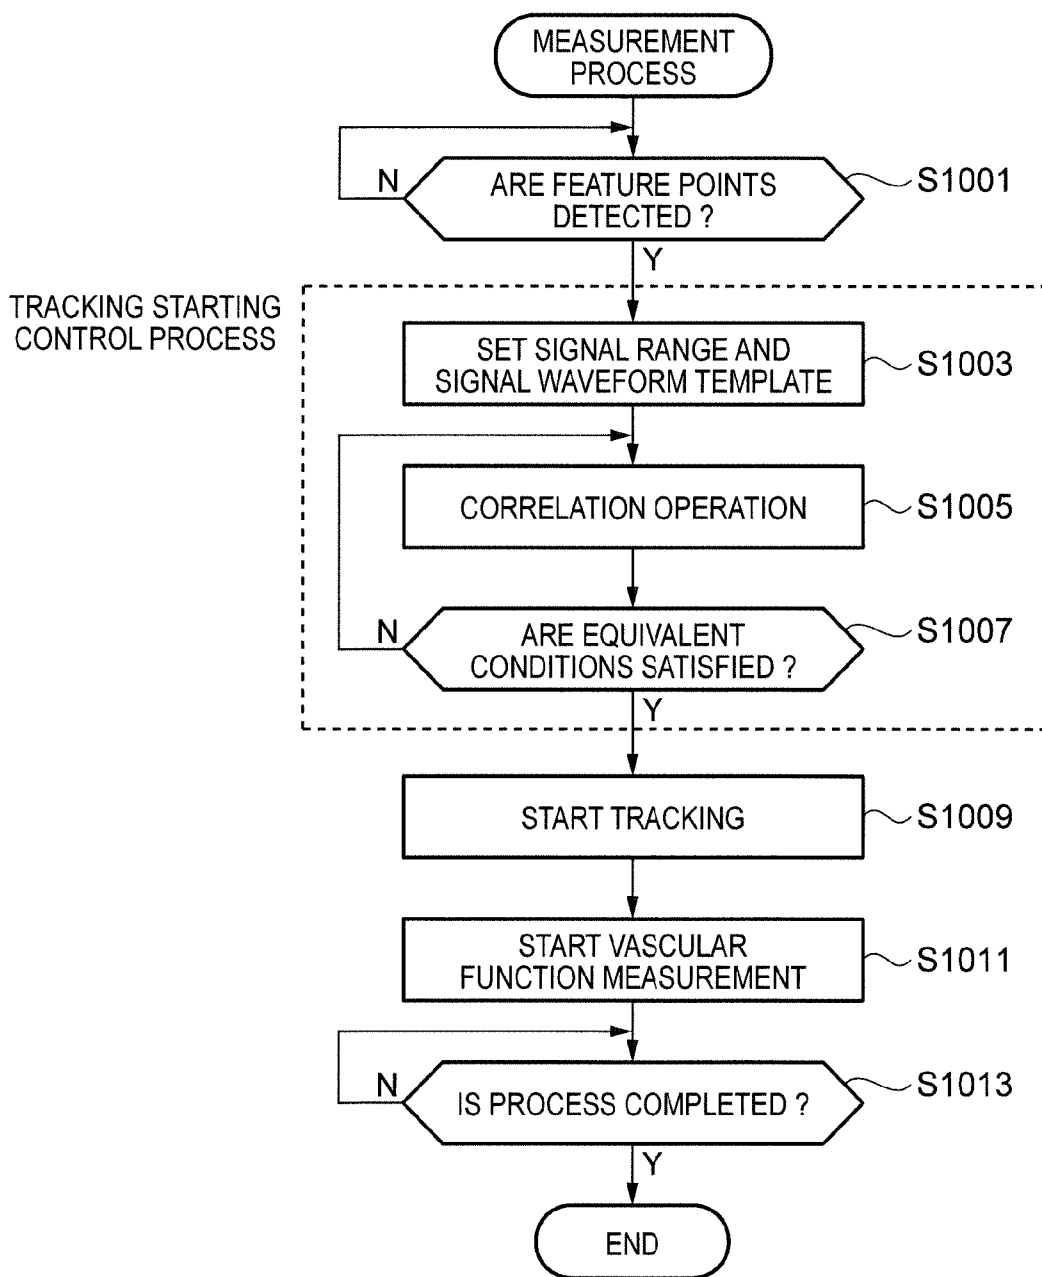 MEASUREMENT
PROCESS
N
ARE FEATURE POINTS
DETECTED ?
S1001
Y
TRACKING STARTING
CONTROL PROCESS
SET SIGNAL RANGE AND
SIGNAL WAVEFORM TEMPLATE
S1003
CORRELATION OPERATION
S1005
N
ARE EQUIVALENT
CONDITIONS SATISFIED ?
S1007
Y
START TRACKING
S1009
START VASCULAR
FUNCTION MEASUREMENT
S1011
N
IS PROCESS COMPLETED ?
S1013
Y
END